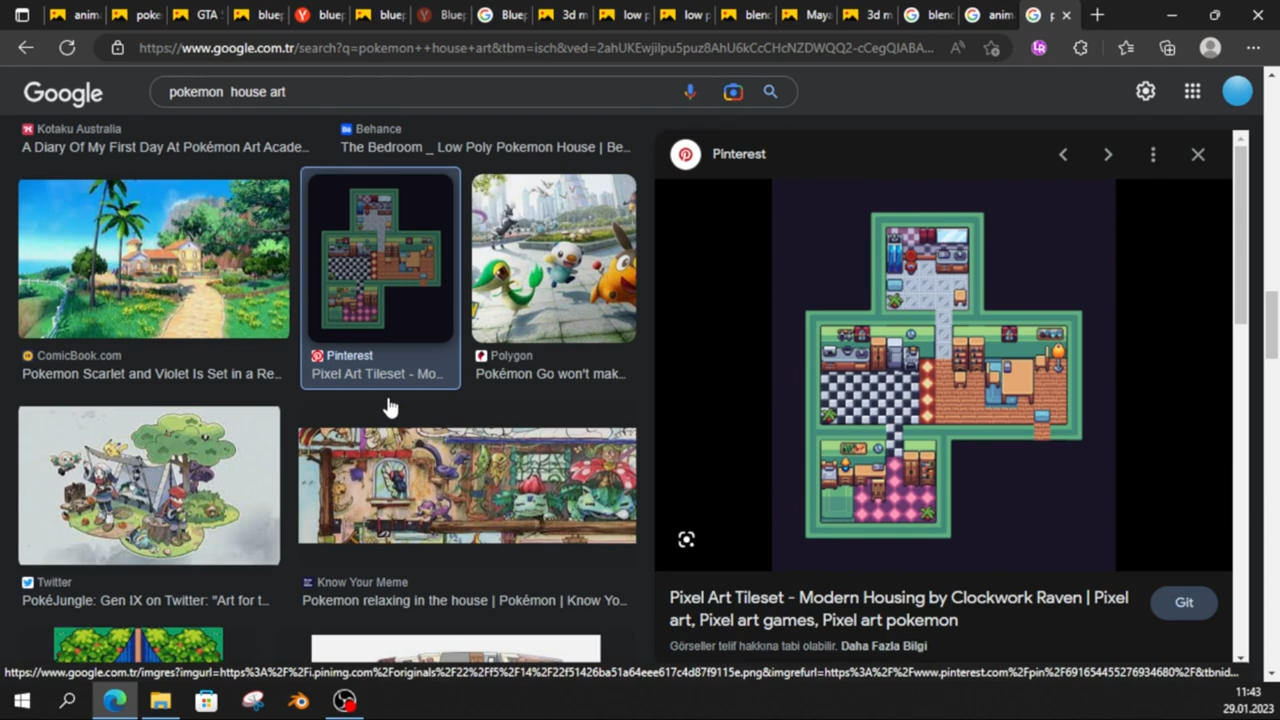 anim
poke
GTA
bluep
bluep
bluep
Bluep
Bluep
3d m
low p
low p
blend
Maya
3d m
blend
anim
p
https://www.google.com.tr/search?q=pokemon++house+art&tbm=isch&ved=2ahUKEwjilpu5puz8AhU6kCcCHcNZDWQQ2-cCegQIABA...
Google
pokemon house art
Kotaku Australia
A Diary Of My First Day At Pokémon Art Acade...
Behance
The Bedroom _ Low Poly Pokemon House | Be...
Pinterest
ComicBook.com
Pokemon Scarlet and Violet Is Set in a Re...
Pinterest
Pixel Art Tileset - Mo...
Polygon
Pokémon Go won't mak...
Twitter
PokéJungle: Gen IX on Twitter: "Art for t...
Know Your Meme
Pokemon relaxing in the house | Pokémon | Know Yo...
Pixel Art Tileset - Modern Housing by Clockwork Raven | Pixel
art, Pixel art games, Pixel art pokemon
Git
Görseller telif hakkına tabi olabilir. Daha Fazla Bilgi
https://www.google.com.tr/imgres?imgurl=https%3A%2F%2Fi.pinimg.com%2Foriginals%2F22%2Ff5%2F14%2F22f51426ba51a64eee617c4d87f9115e.png&imgrefurl=https%3A%2F%2Fwww.pinterest.com%2Fpin%2F691654455276934680%2F&tbnid...
11:43
29.01.2023